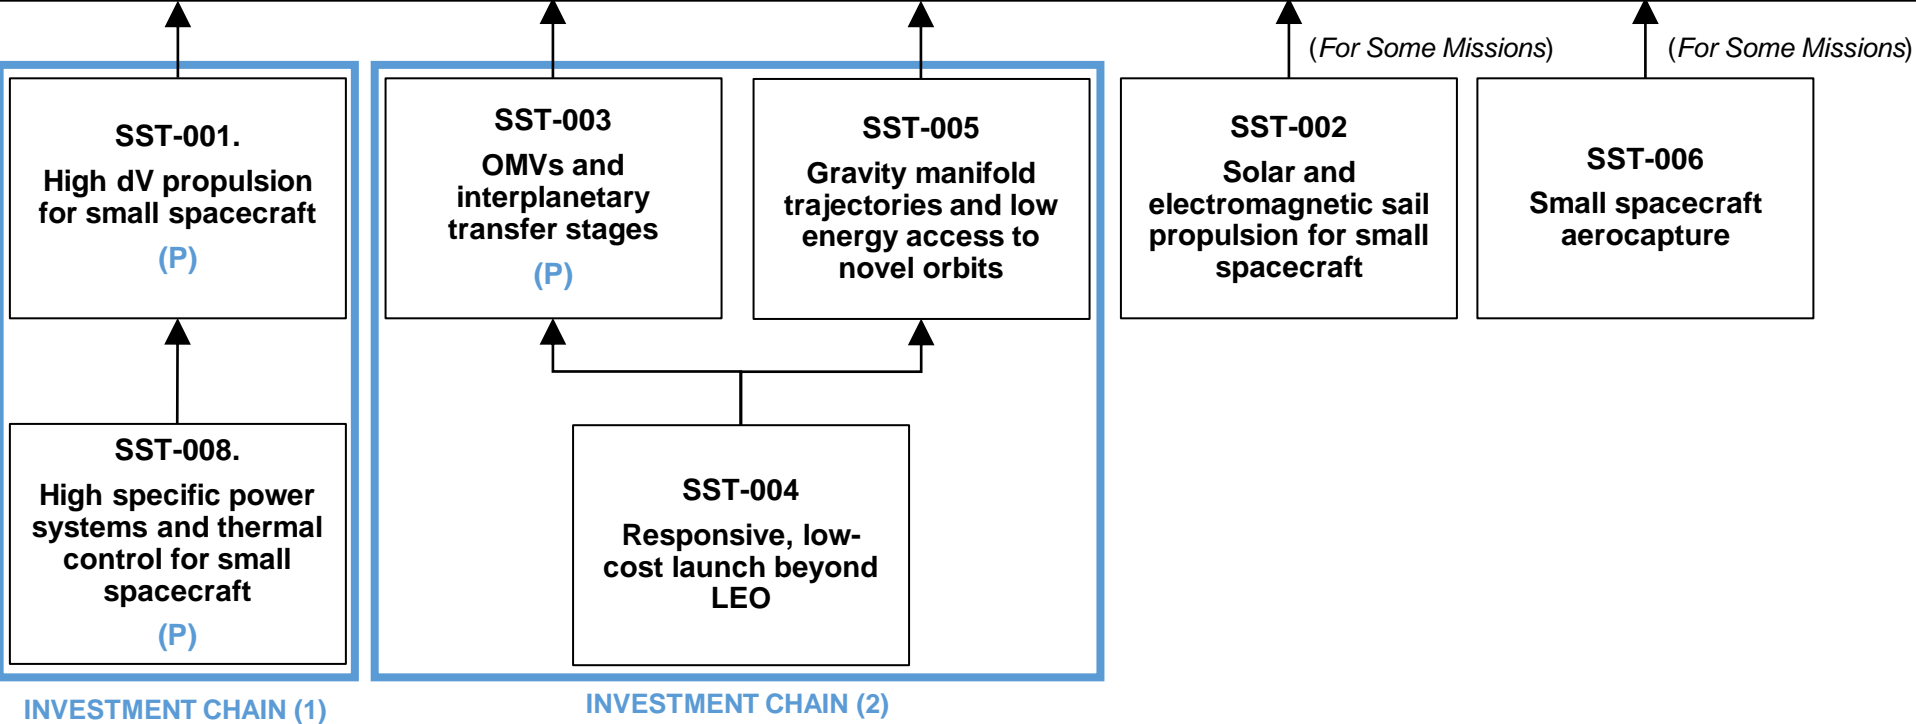 (For Some Missions)
(For Some Missions)
SST-001.
High dV propulsion
for small spacecraft
(P)
SST-003
OMVs and
interplanetary
transfer stages
(P)
SST-005
Gravity manifold
trajectories and low
energy access to
novel orbits
SST-002
Solar and
electromagnetic sail
propulsion for small
spacecraft
SST-006
Small spacecraft
aerocapture
SST-008.
High specific power
systems and thermal
control for small
spacecraft
(P)
SST-004
Responsive, low-
cost launch beyond
LEO
INVESTMENT CHAIN (1)
INVESTMENT CHAIN (2)